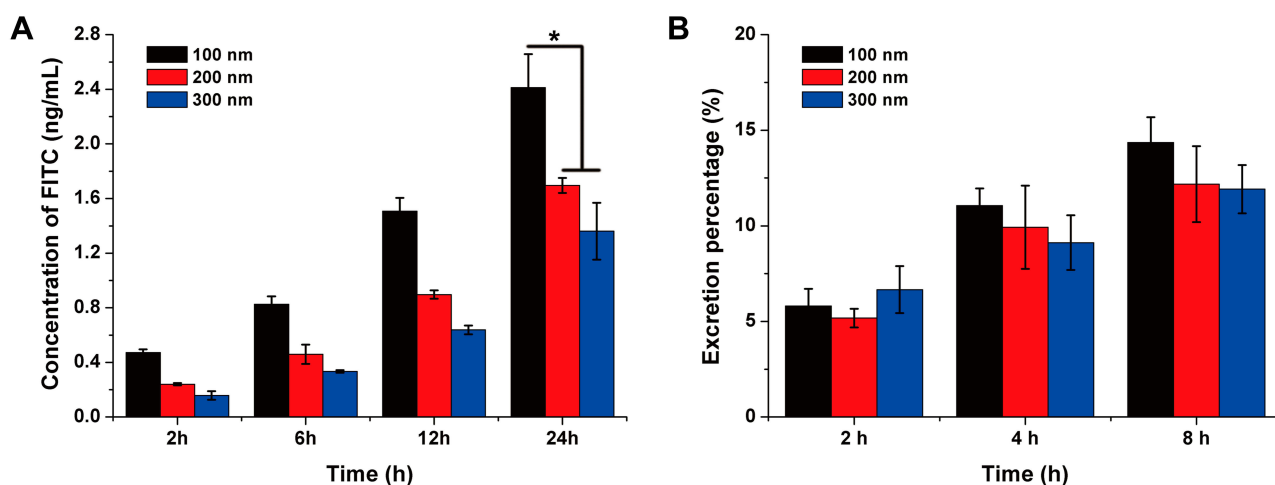 A
Concentration of FITC (ng/mL)
2.8
2.4
2.0
1.6
1.2
0.8
0.4
0.0
100 nm
200 nm
300 nm
*
2h 6h 12h 24h
Time (h)
B
Excretion percentage (%)
20
15
10
5
0
100 nm
200 nm
300 nm
2 h 4 h 8 h
Time (h)